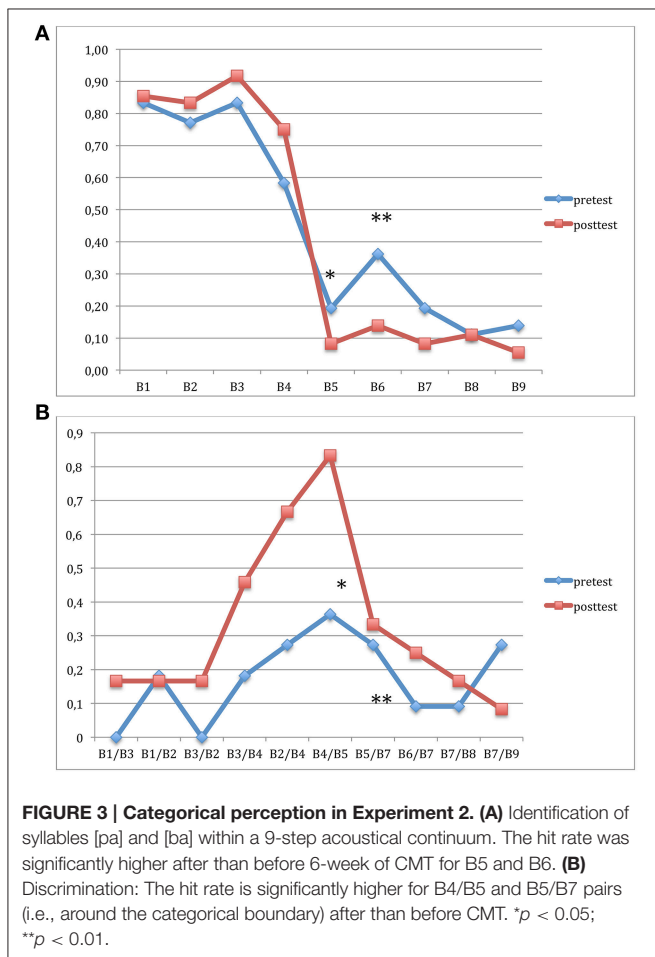 A
1,00
0,90
0,80
0,70
0,60
0,50
0,40
0,30
0,20
0,10
0,00
**
*
pretest
posttest
B1 B2 B3 B4 B5 B6 B7 B8 B9
B
0,9
0,8
0,7
0,6
0,5
0,4
0,3
0,2
0,1
0
*
**
pretest
posttest
B1/B3 B1/B2 B3/B2 B3/B4 B2/B4 B4/B5 B5/B7 B6/B7 B7/B8 B7/B9
FIGURE 3 | Categorical perception in Experiment 2. (A) Identification of
syllables [pa] and [ba] within a 9-step acoustical continuum. The hit rate was
significantly higher after than before 6-week of CMT for B5 and B6. (B)
Discrimination: The hit rate is significantly higher for B4/B5 and B5/B7 pairs
(i.e., around the categorical boundary) after than before CMT. *p < 0.05;
**p < 0.01.